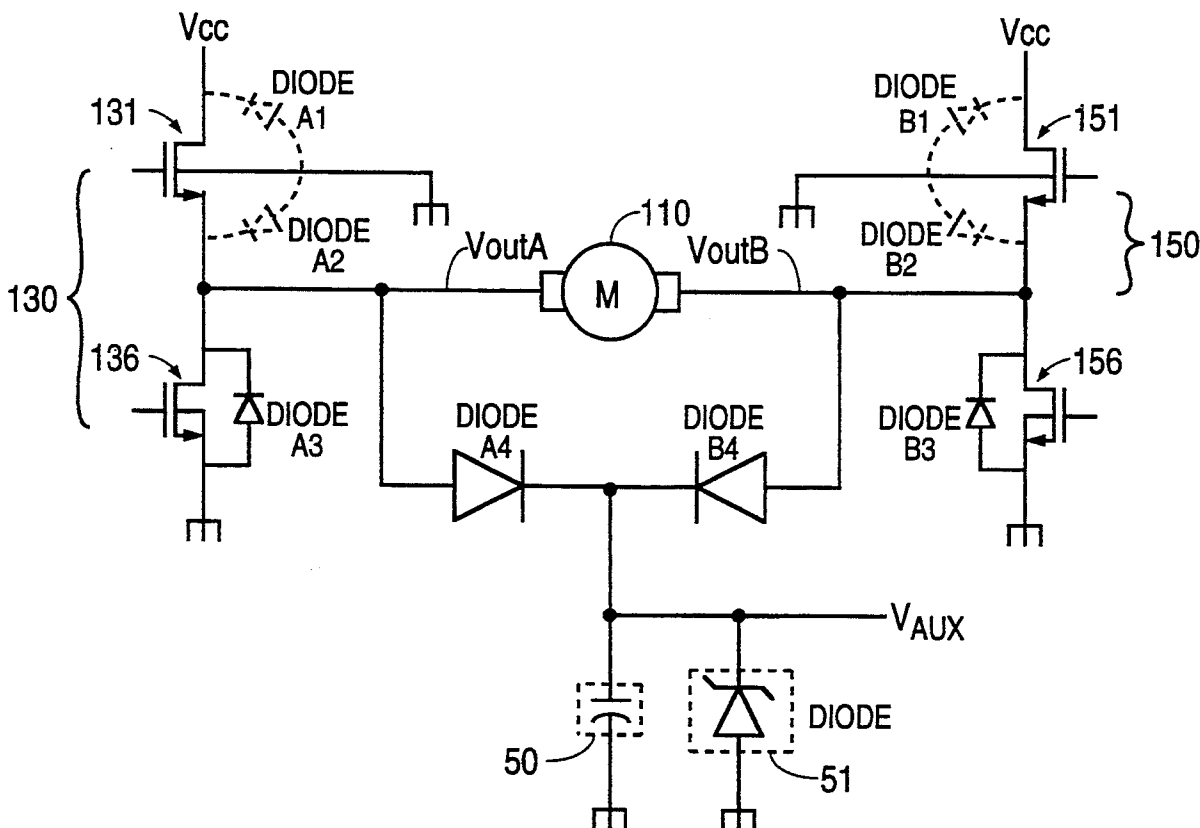 Vcc
Vcc
DIODE
A1
DIODE
B1
131
151
110
DIODE
A2
VoutA
VoutB
DIODE
B2
150
130
M
136
156
DIODE
A3
DIODE
A4
DIODE
B4
DIODE
B3
VAUX
DIODE
50
51